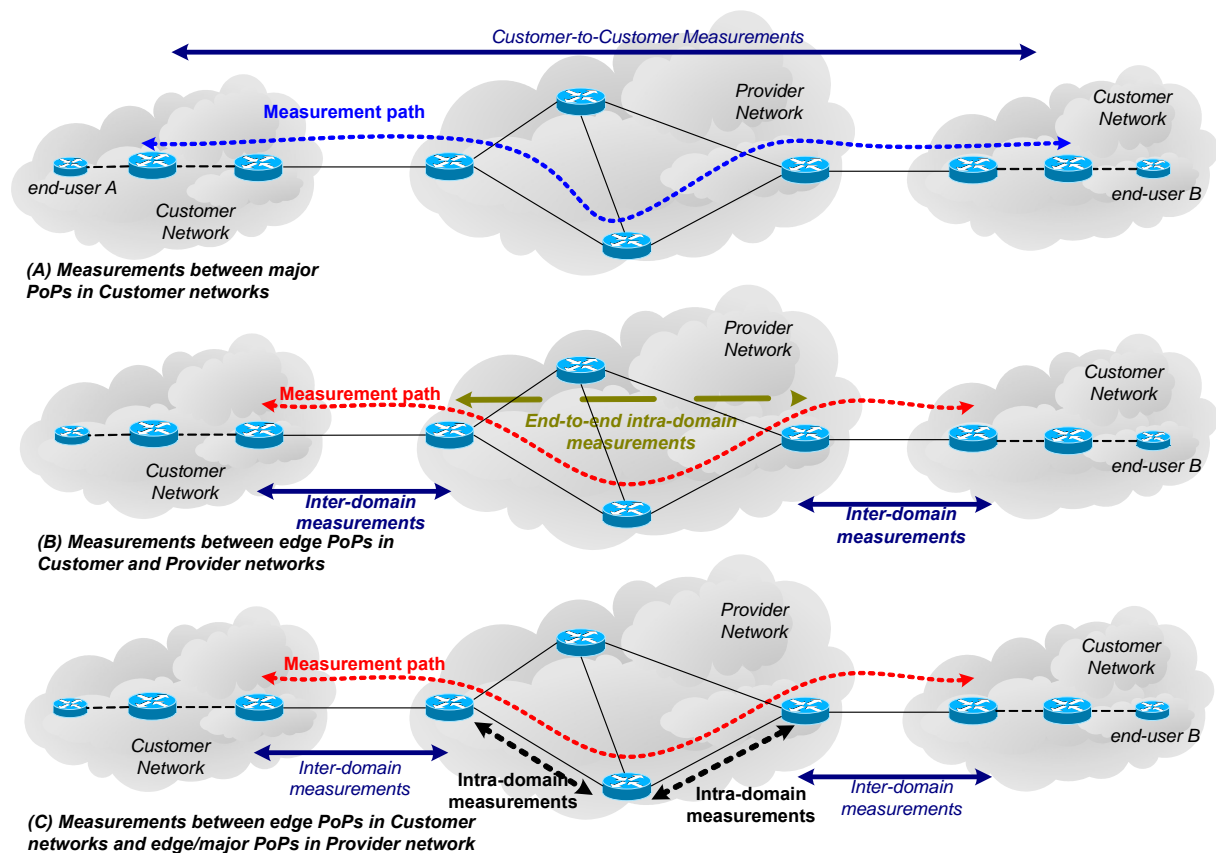 Customer-to-Customer Measurements
Provider
Network
Customer
Network
Measurement path
end-user A
Customer
Network
end-user B
(A) Measurements between major
PoPs in Customer networks
Provider
Network
Customer
Network
Measurement path
End-to-end intra-domain
measurements
Customer
Network
end-user B
Inter-domain
measurements
Inter-domain
measurements
(B) Measurements between edge PoPs in
Customer and Provider networks
Provider
Network
Customer
Network
Measurement path
Customer
Network
end-user B
Inter-domain
measurements
Intra-domain
measurements
Intra-domain
measurements
Inter-domain
measurements
(C) Measurements between edge PoPs in Customer
networks and edge/major PoPs in Provider network